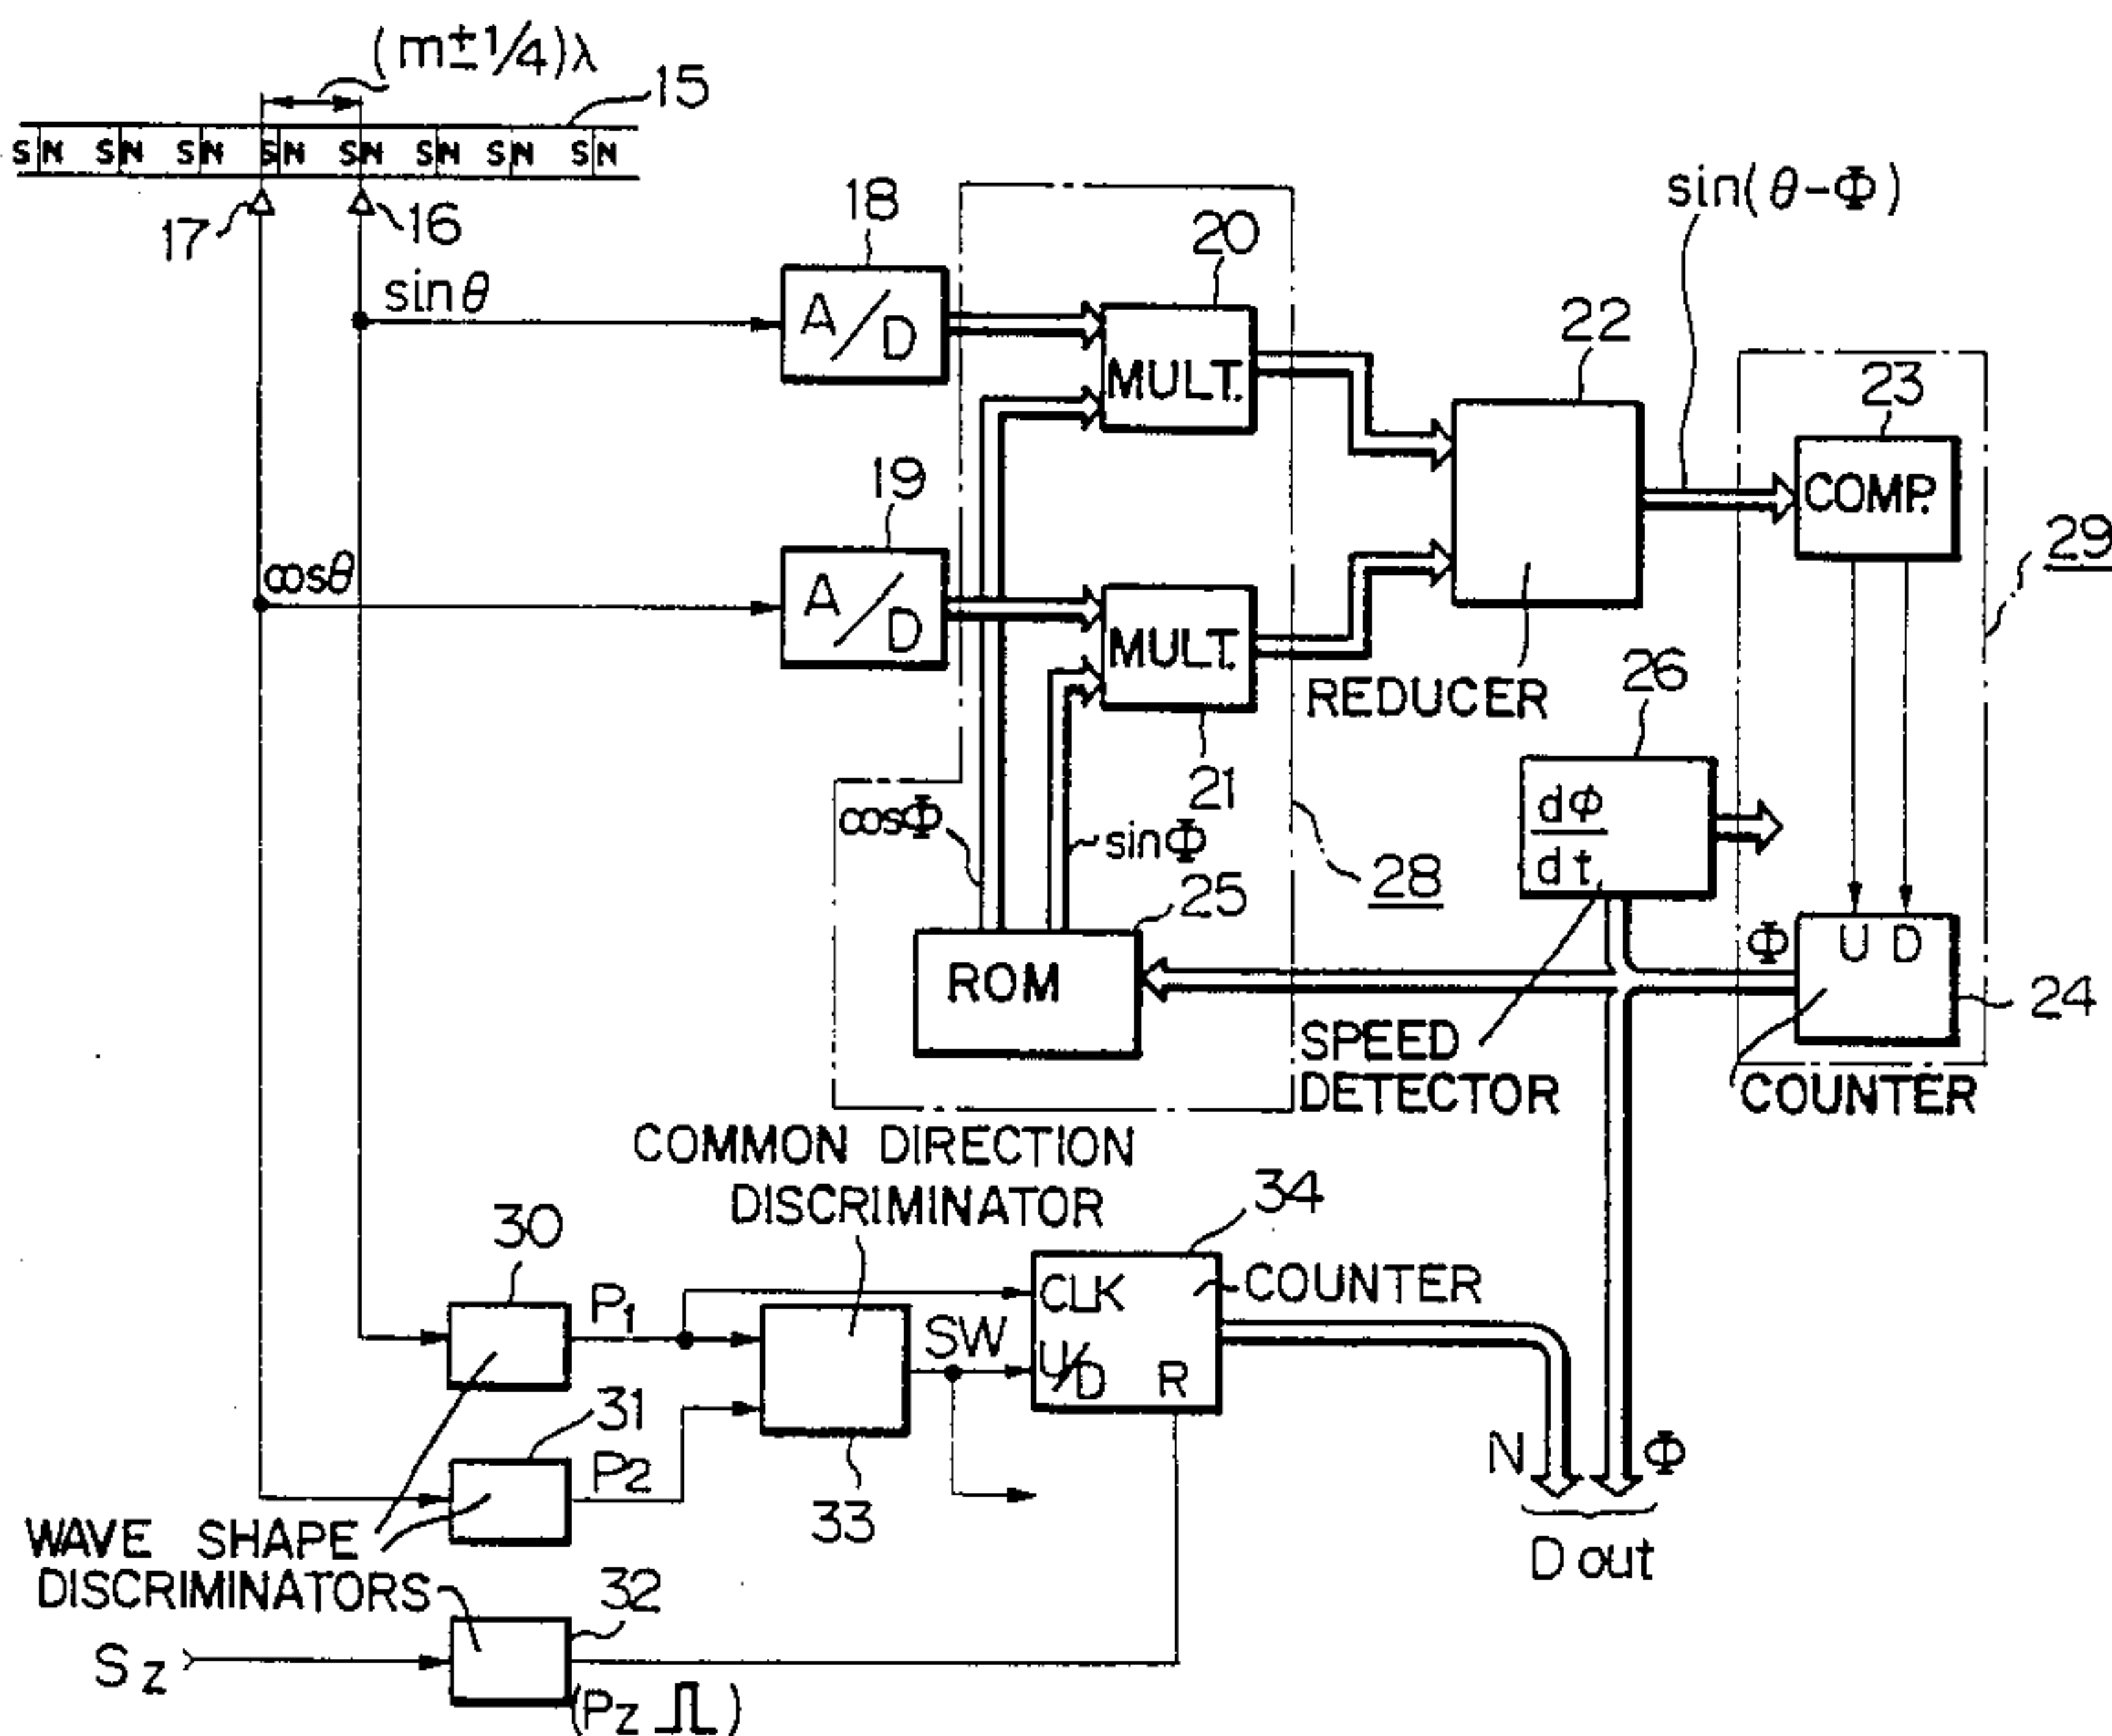 (m±1/4)λ
15
S N S N S N S N S N S N S N S N
17
16
sinθ
18
A/D
20
MULT.
sin(θ-Φ)
22
23
COMP.
19
cosθ
A/D
MULT.
REDUCER
29
26
21
dφ
dt
cosΦ
sinΦ
28
25
ROM
Φ
U D
24
SPEED
DETECTOR
COUNTER
COMMON DIRECTION
DISCRIMINATOR
34
30
P1
CLK
COUNTER
SW
U/D
R
31
P2
33
N
Φ
D out
WAVE SHAPE
DISCRIMINATORS
32
Sz
(Pz )